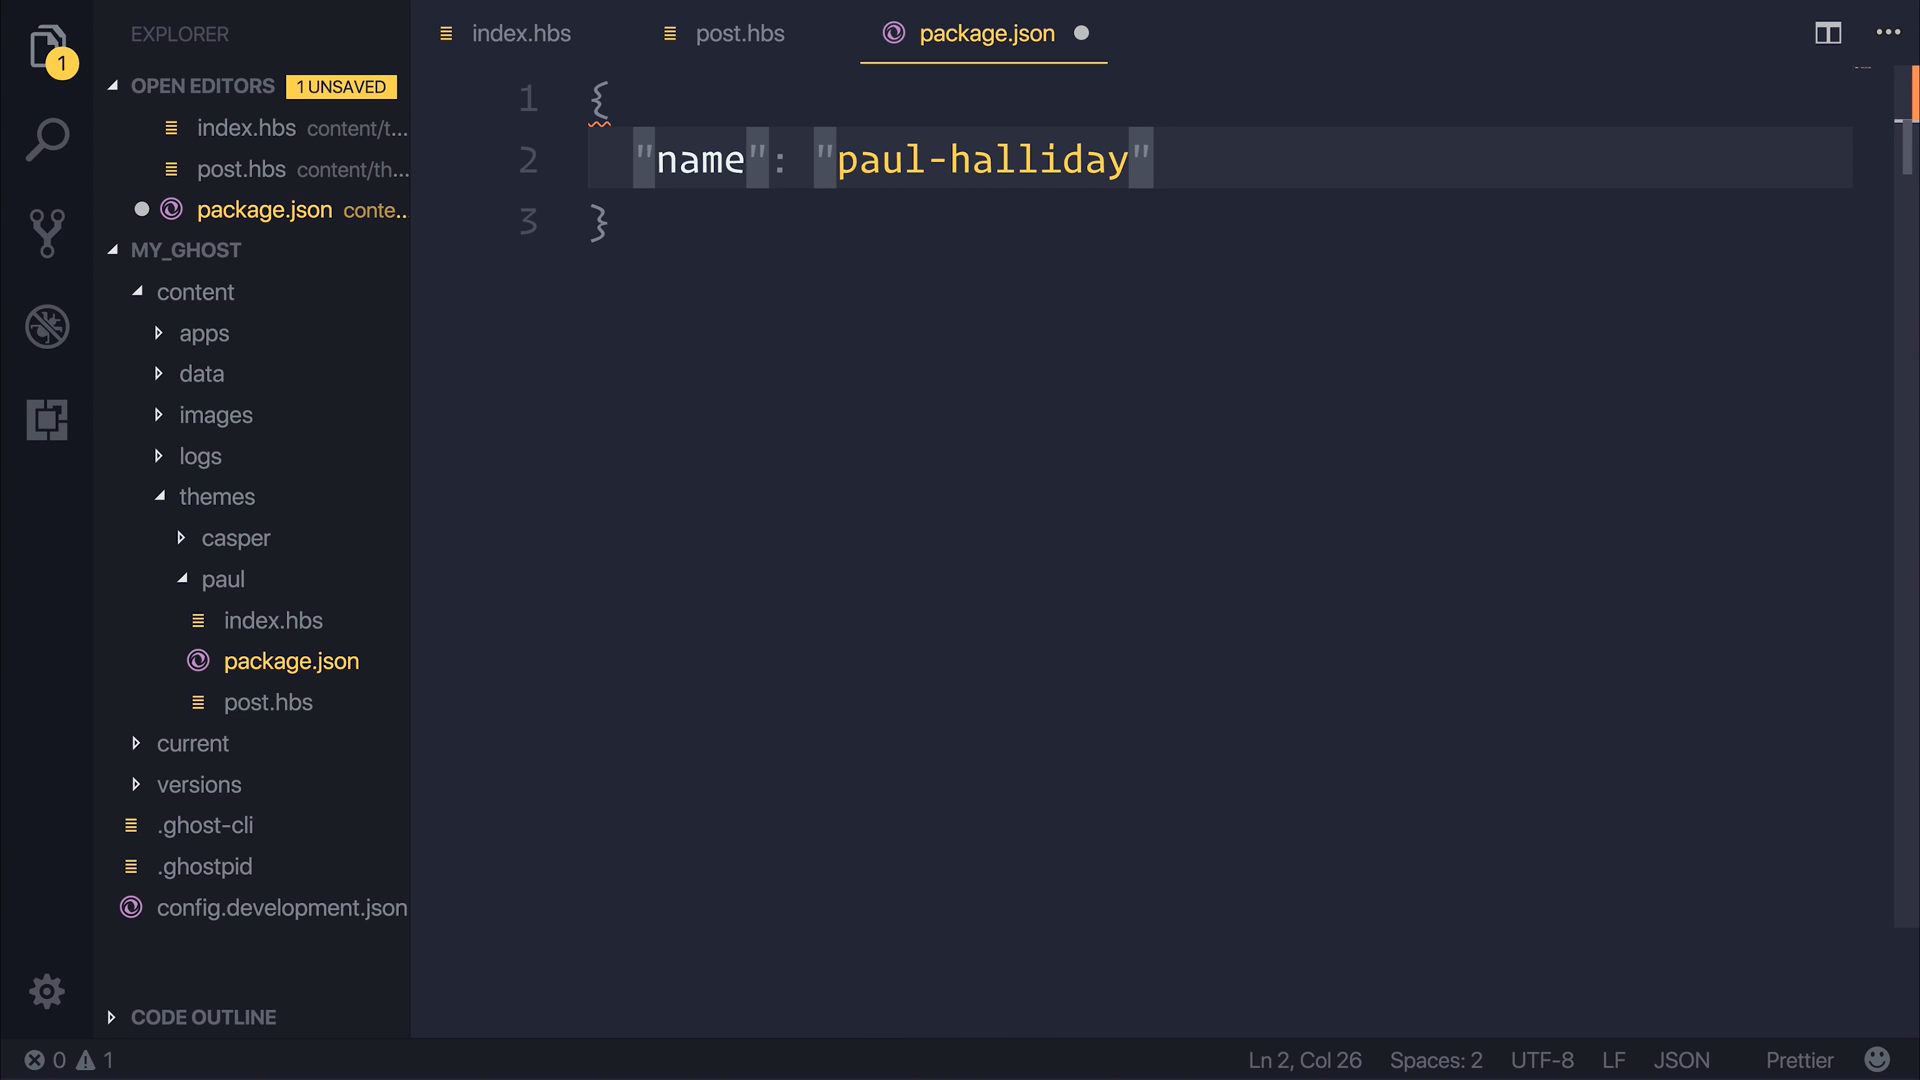 1
EXPLORER
OPEN EDITORS 1 UNSAVED
index.hbs content/t...
post.hbs content/th...
package.json conte...
MY_GHOST
content
apps
data
images
logs
themes
casper
paul
index.hbs
package.json
post.hbs
current
versions
.ghost-cli
.ghostpid
config.development.json
CODE OUTLINE
index.hbs post.hbs package.json
1 {
2 "name": "paul-halliday"
3 }
0 1 Ln 2, Col 26 Spaces: 2 UTF-8 LF JSON Prettier